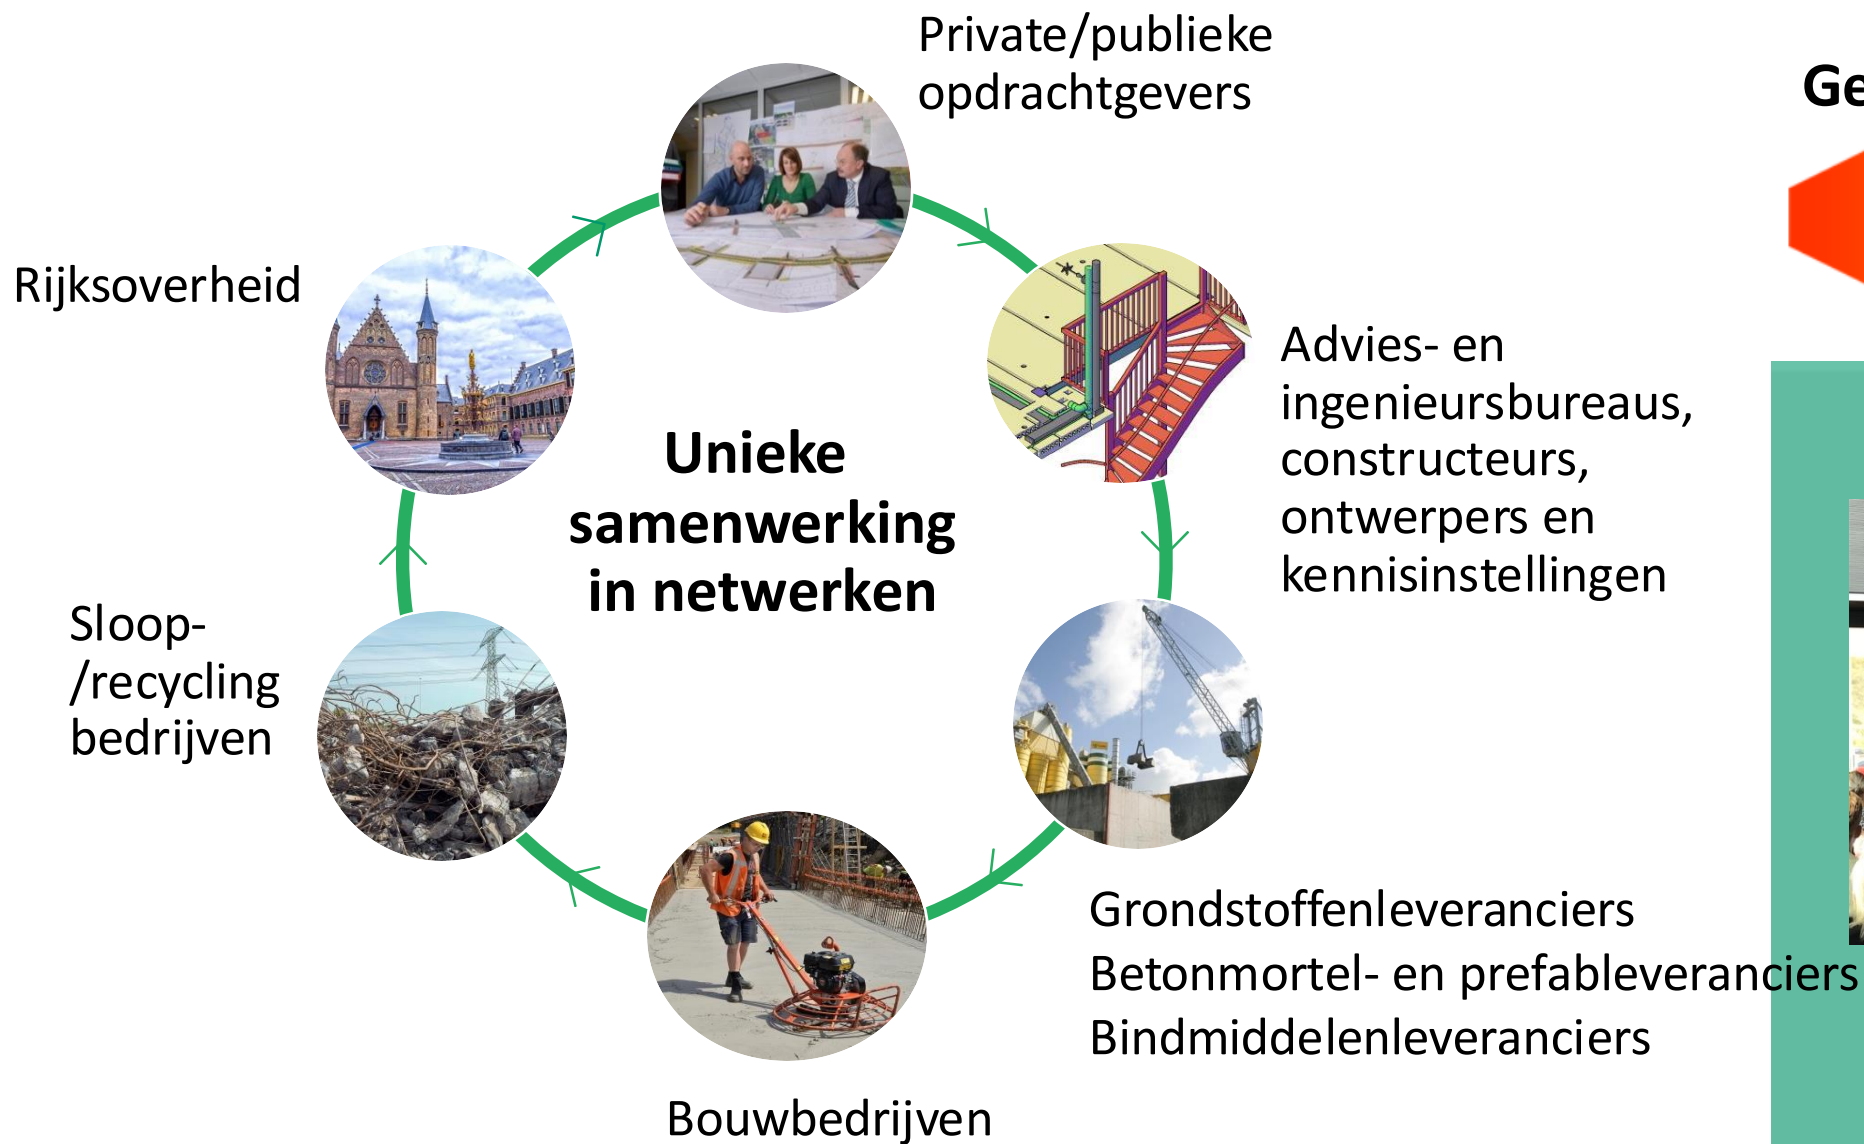 Private/publieke
opdrachtgevers
Ge
Rijksoverheid
Advies- en
ingenieursbureaus,
constructeurs,
ontwerpers en
kennisinstellingen
Unieke
samenwerking
in netwerken
Sloop-
/recycling
bedrijven
Grondstoffenleveranciers
Betonmortel- en prefableveranciers
Bindmiddelenleveranciers
Bouwbedrijven